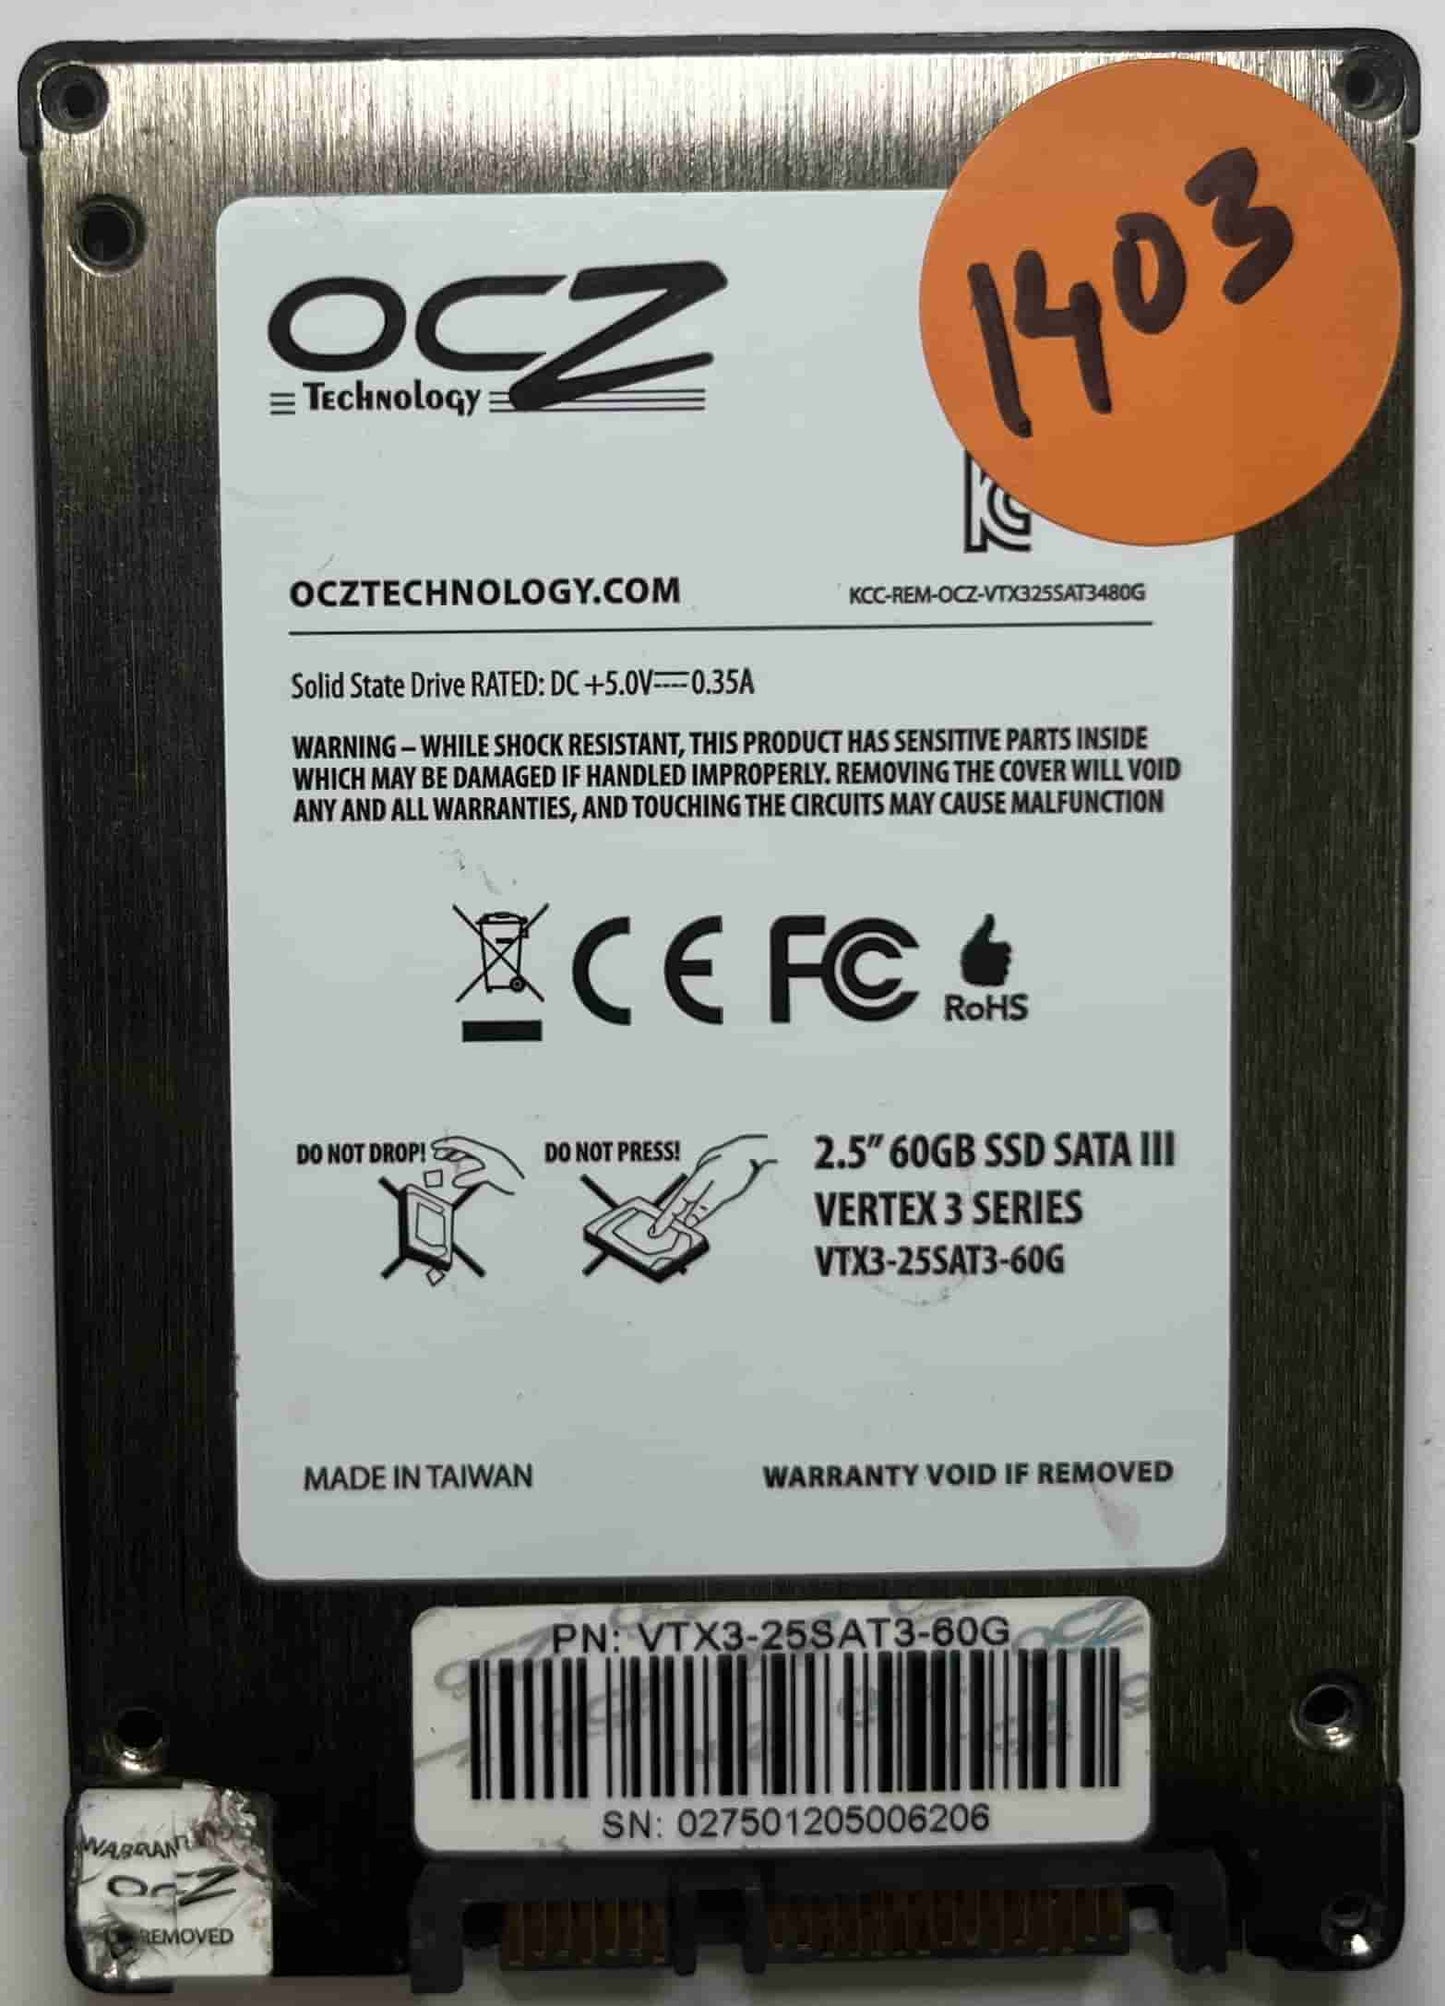 1403
OCZ
Technology
KC
OCZTECHNOLOGY.COM
KCC-REM-OCZ-VTX325SAT3480G
Solid State Drive RATED: DC +5.0V⎓0.35A
WARNING – WHILE SHOCK RESISTANT, THIS PRODUCT HAS SENSITIVE PARTS INSIDE
WHICH MAY BE DAMAGED IF HANDLED IMPROPERLY. REMOVING THE COVER WILL VOID
ANY AND ALL WARRANTIES, AND TOUCHING THE CIRCUITS MAY CAUSE MALFUNCTION
CE FC
RoHS
DO NOT DROP!
DO NOT PRESS!
2.5” 60GB SSD SATA III
VERTEX 3 SERIES
VTX3-25SAT3-60G
MADE IN TAIWAN
WARRANTY VOID IF REMOVED
PN: VTX3-25SAT3-60G
SN: 027501205006206
OCZ
REMOVED